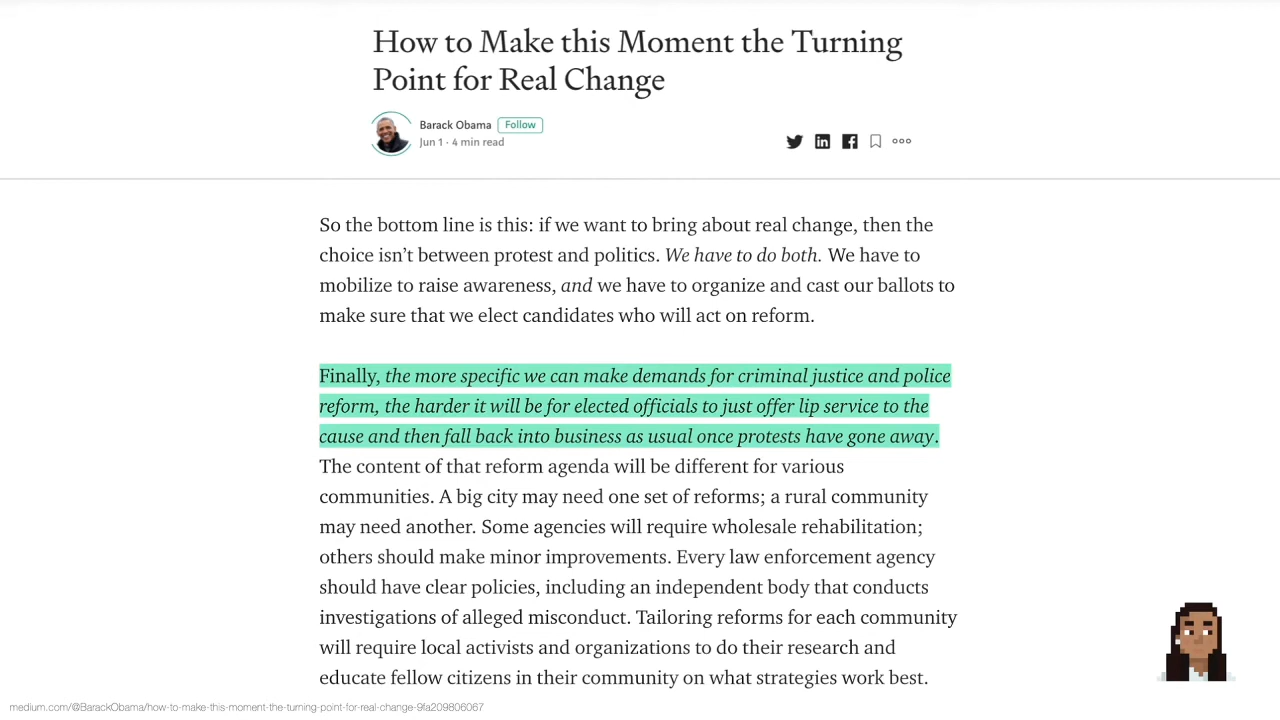 How to Make this Moment the Turning
Point for Real Change
Barack Obama Follow
Jun 1 · 4 min read
So the bottom line is this: if we want to bring about real change, then the
choice isn’t between protest and politics. We have to do both. We have to
mobilize to raise awareness, and we have to organize and cast our ballots to
make sure that we elect candidates who will act on reform.
Finally, the more specific we can make demands for criminal justice and police
reform, the harder it will be for elected officials to just offer lip service to the
cause and then fall back into business as usual once protests have gone away.
The content of that reform agenda will be different for various
communities. A big city may need one set of reforms; a rural community
may need another. Some agencies will require wholesale rehabilitation;
others should make minor improvements. Every law enforcement agency
should have clear policies, including an independent body that conducts
investigations of alleged misconduct. Tailoring reforms for each community
will require local activists and organizations to do their research and
educate fellow citizens in their community on what strategies work best.
medium.com/@BarackObama/how-to-make-this-moment-the-turning-point-for-real-change-9fa209806067